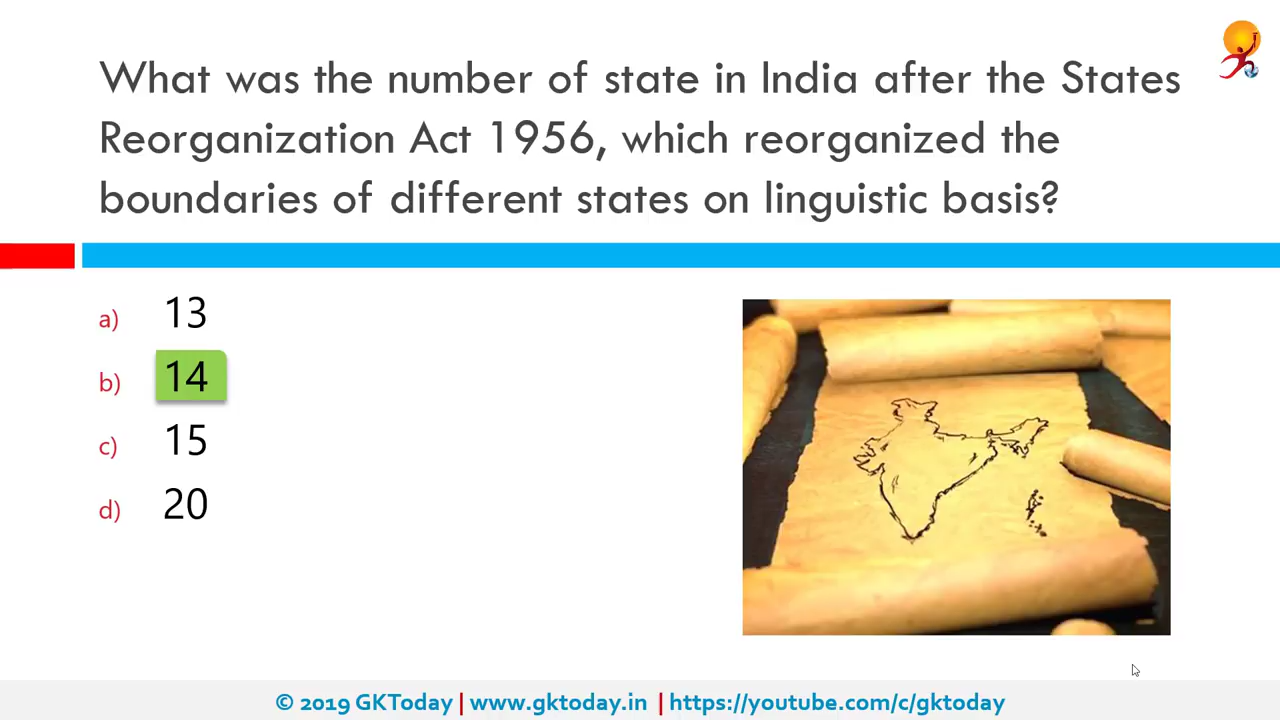 What was the number of state in India after the States
Reorganization Act 1956, which reorganized the
boundaries of different states on linguistic basis?
a) 13
b) 14
c) 15
d) 20
© 2019 GKToday | www.gktoday.in | https://youtube.com/c/gktoday